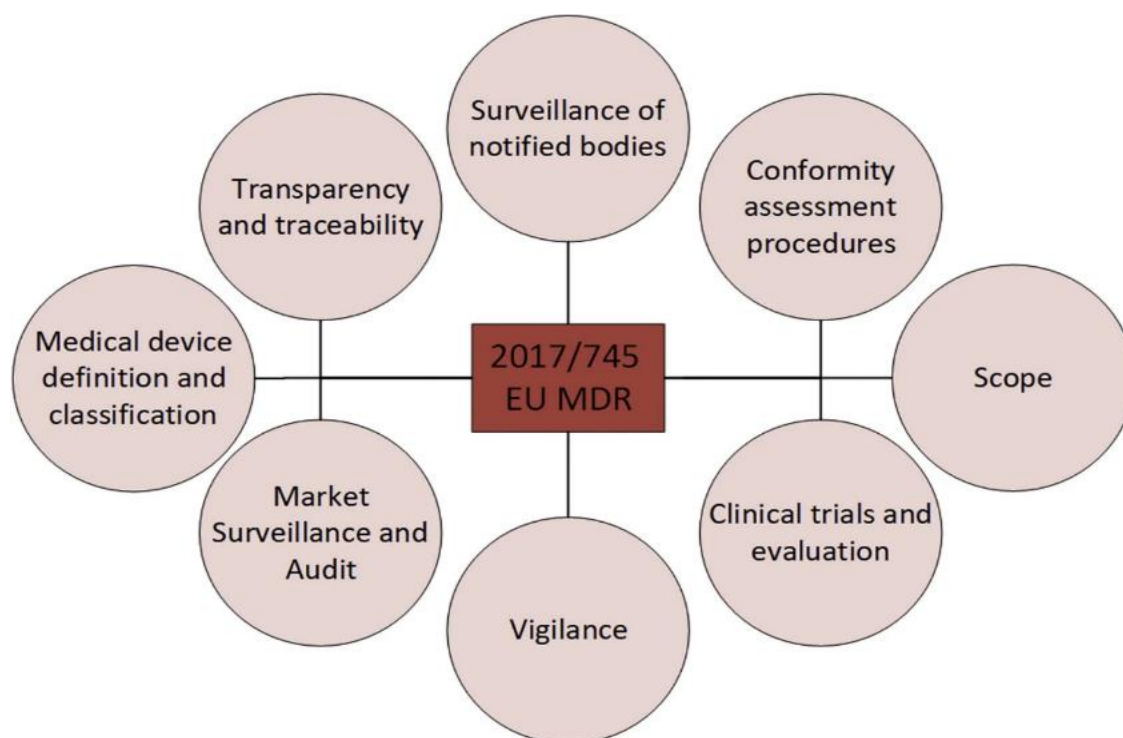 Surveillance of
notified bodies
Transparency
and traceability
Conformity
assessment
procedures
Medical device
definition and
classification
2017/745
EU MDR
Scope
Market
Surveillance and
Audit
Clinical trials and
evaluation
Vigilance